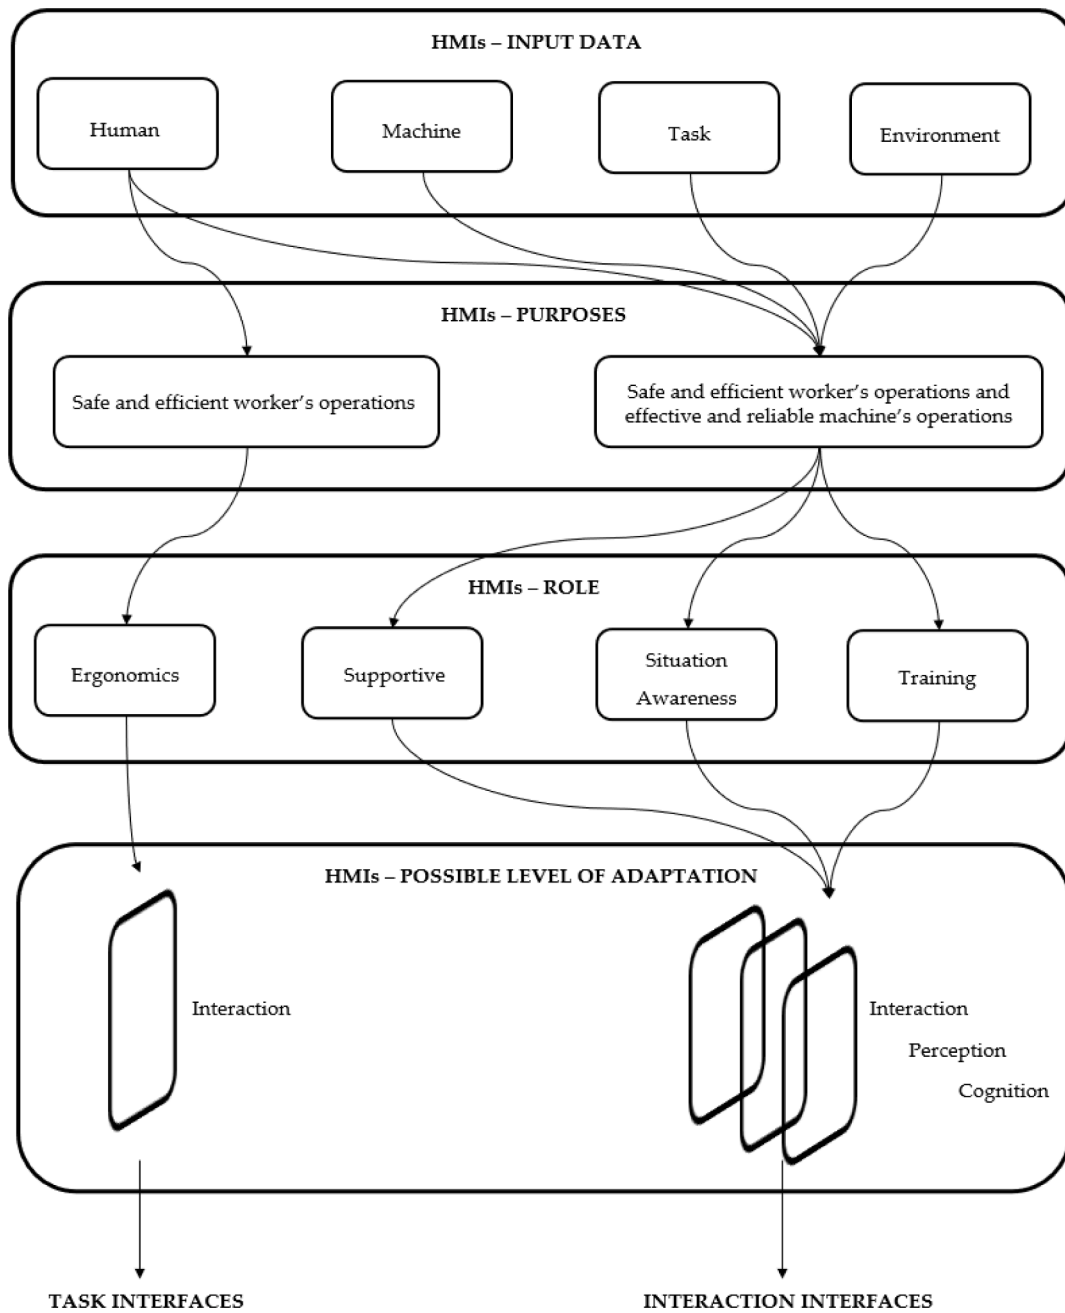 HMIs – INPUT DATA
Human
Machine
Task
Environment
HMIs – PURPOSES
Safe and efficient worker’s operations
Safe and efficient worker’s operations and
effective and reliable machine’s operations
HMIs – ROLE
Ergonomics
Supportive
Situation
Awareness
Training
HMIs – POSSIBLE LEVEL OF ADAPTATION
Interaction
Interaction
Perception
Cognition
TASK INTERFACES
INTERACTION INTERFACES